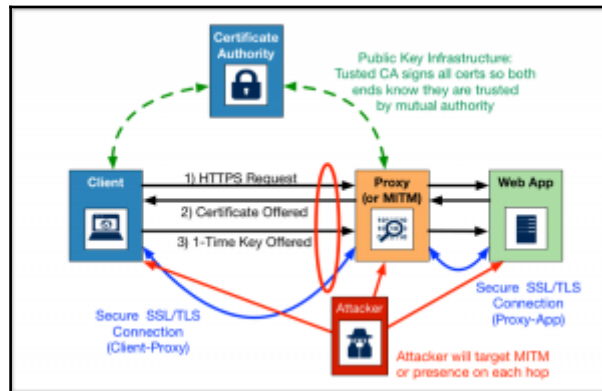 Certificate
Authority
Public Key Infrastructure:
Tusted CA signs all certs so both
ends know they are trusted
by mutual authority
Client
1) HTTPS Request
Proxy
(or MITM)
Web App
2) Certificate Offered
3) 1-Time Key Offered
Secure SSL/TLS
Connection
(Client-Proxy)
Attacker
Secure SSL/TLS
Connection
(Proxy-App)
Attacker will target MITM
or presence on each hop